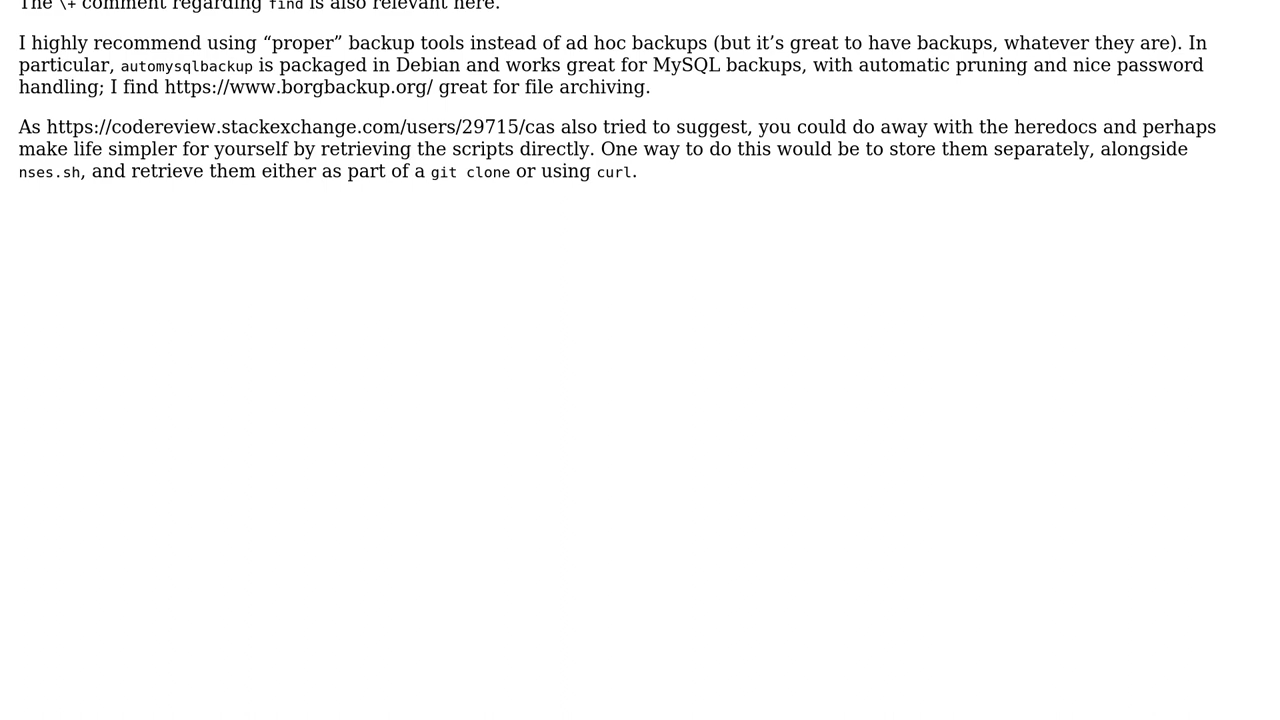 The \+ comment regarding find is also relevant here.
I highly recommend using “proper” backup tools instead of ad hoc backups (but it’s great to have backups, whatever they are). In
particular, automysqlbackup is packaged in Debian and works great for MySQL backups, with automatic pruning and nice password
handling; I find https://www.borgbackup.org/ great for file archiving.
As https://codereview.stackexchange.com/users/29715/cas also tried to suggest, you could do away with the heredocs and perhaps
make life simpler for yourself by retrieving the scripts directly. One way to do this would be to store them separately, alongside
nses.sh, and retrieve them either as part of a git clone or using curl.